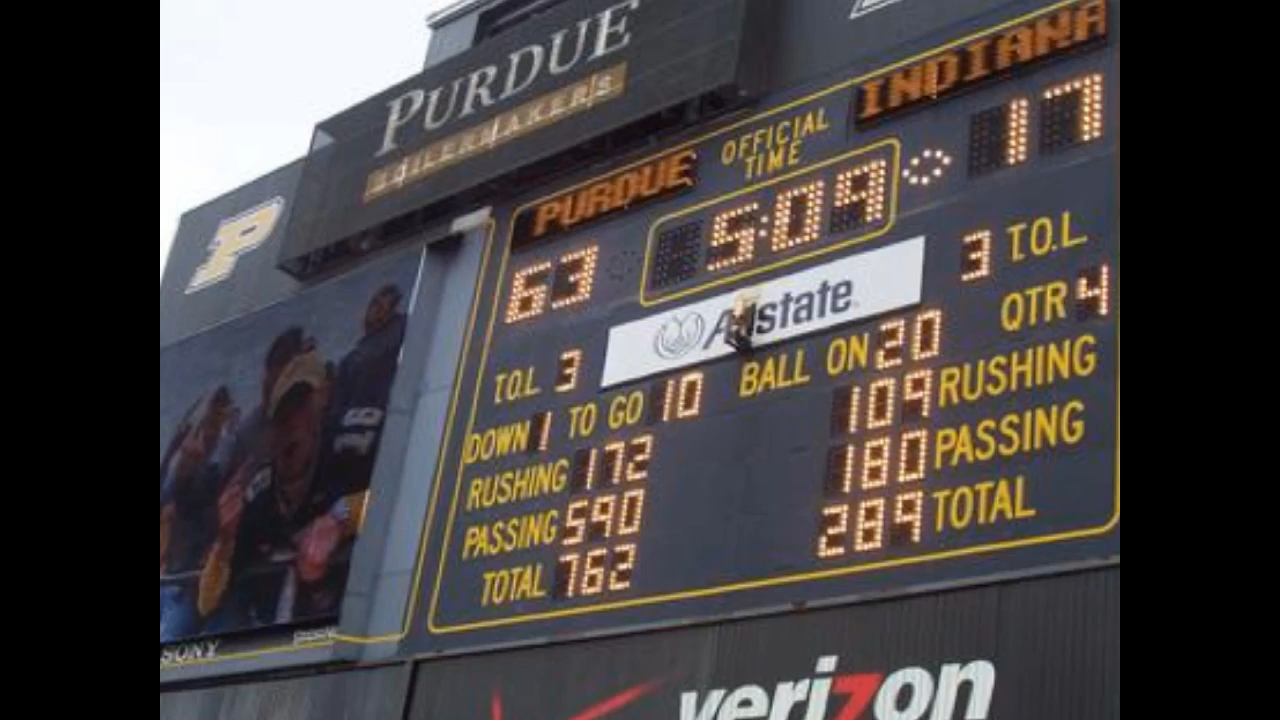 PURDUE
BOILERMAKERS
INDIANA
17
OFFICIAL
TIME
PURDUE
5:09
63
3 T.O.L.
Allstate
QTR 4
T.O.L. 3
BALL ON 20
DOWN 1 TO GO 10
109 RUSHING
RUSHING 172
180 PASSING
PASSING 590
289 TOTAL
TOTAL 762
P
SONY
verizon